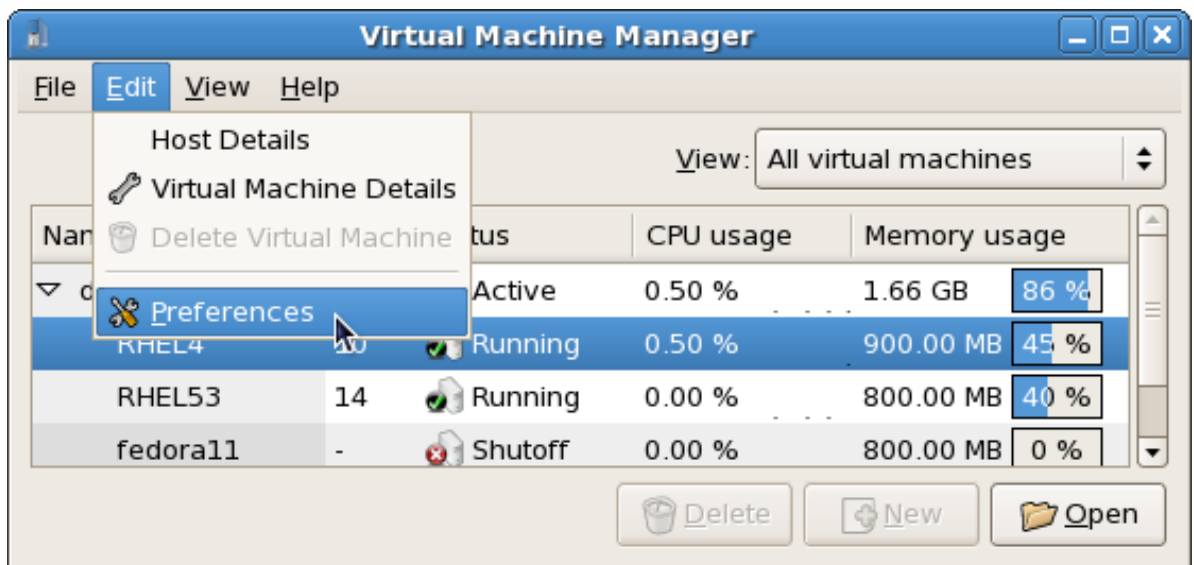 Virtual Machine Manager
File Edit View Help
Host Details
View: All virtual machines
Virtual Machine Details
Delete Virtual Machine
CPU usage Memory usage
Preferences
Active 0.50 % 1.66 GB 86 %
RHEL4 Running 0.50 % 900.00 MB 45 %
RHEL53 14 Running 0.00 % 800.00 MB 40 %
fedora11 - Shutoff 0.00 % 800.00 MB 0 %
Delete New Open